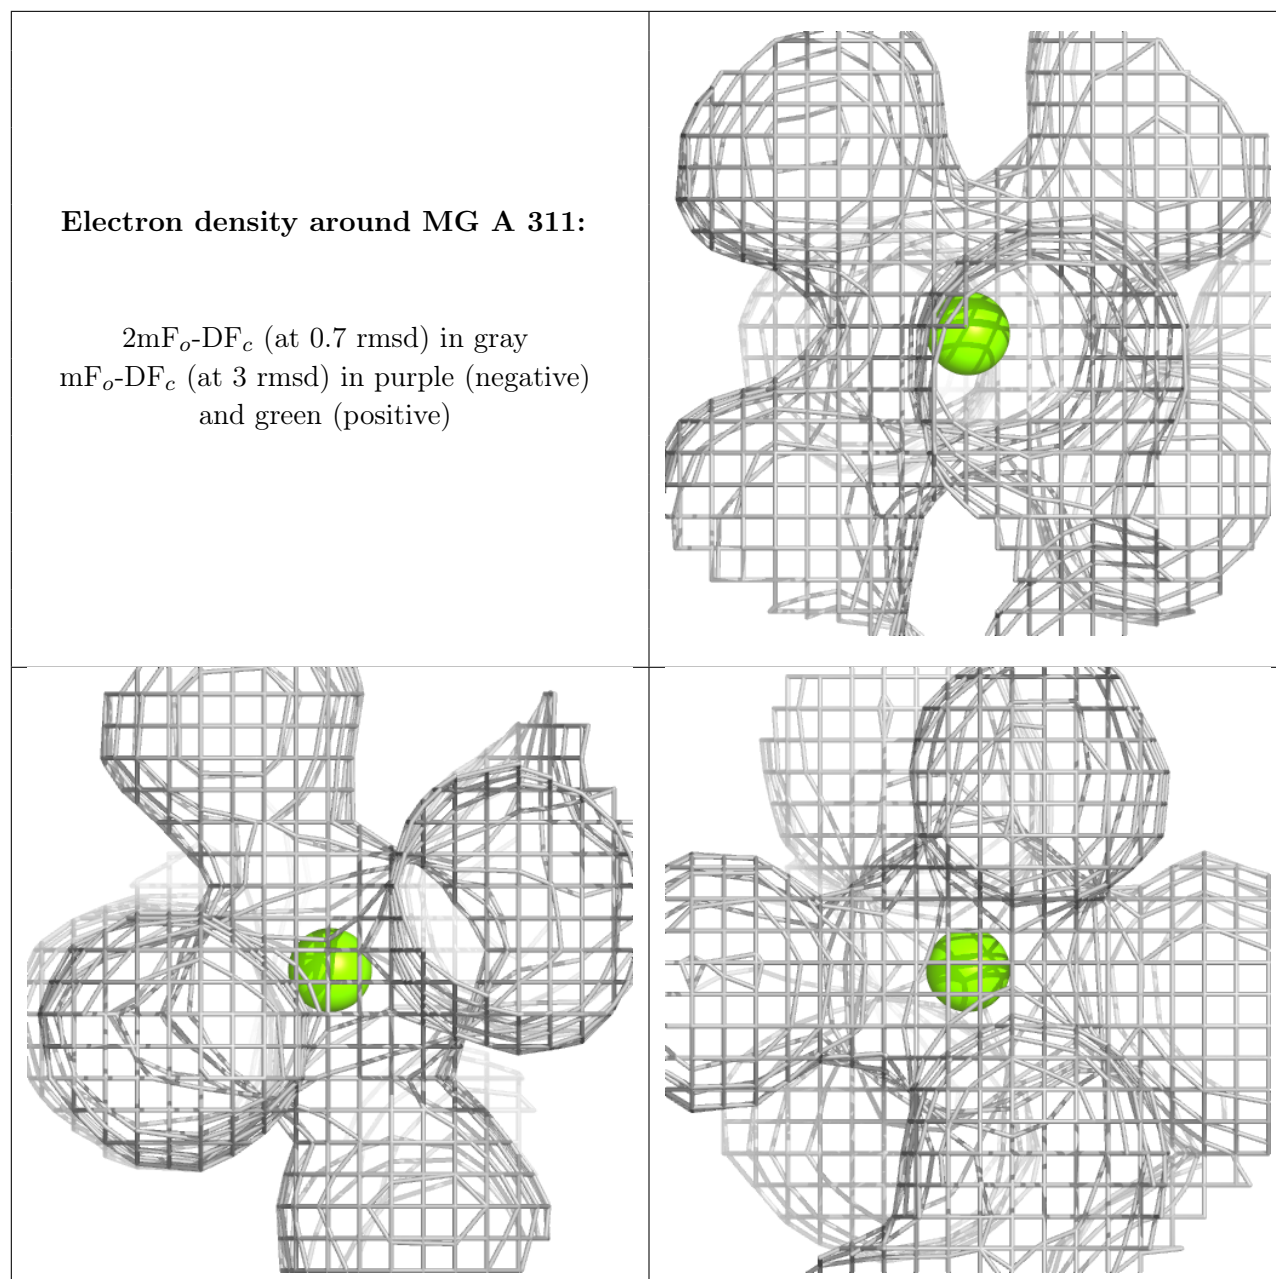 Electron density around MG A 311:
2mFo-DFc (at 0.7 rmsd) in gray
mFo-DFc (at 3 rmsd) in purple (negative)
and green (positive)